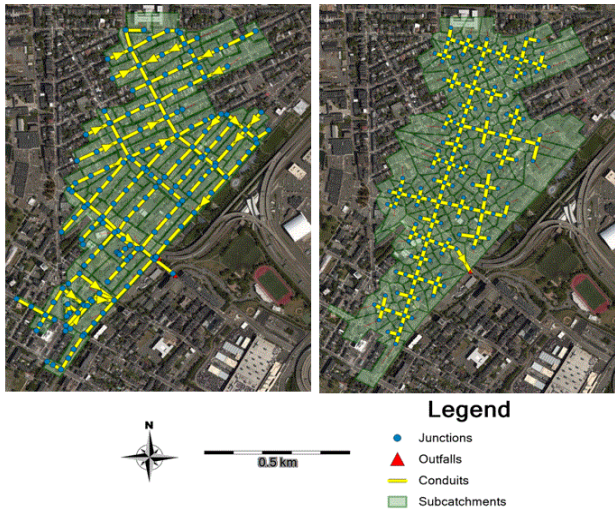 N
0.5 km
Legend
Junctions
Outfalls
Conduits
Subcatchments